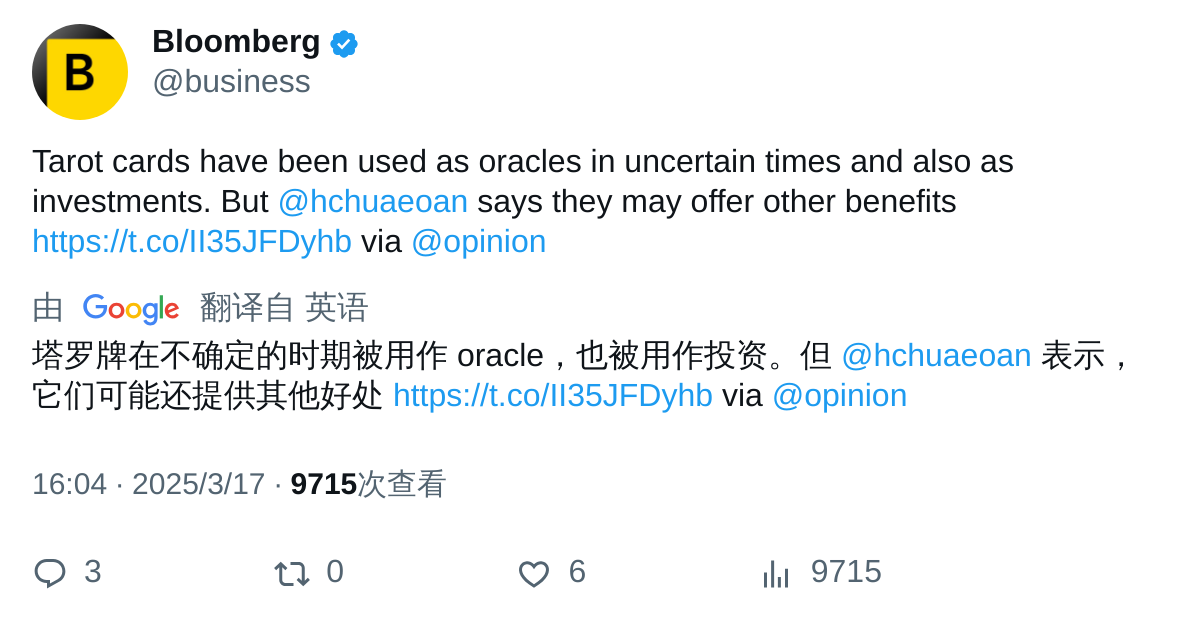 B
Bloomberg
@business
Tarot cards have been used as oracles in uncertain times and also as
investments. But @hchuaeoan says they may offer other benefits
https://t.co/II35JFDyhb via @opinion
由 Google 翻译自 英语
塔罗牌在不确定的时期被用作 oracle，也被用作投资。但 @hchuaeoan 表示，
它们可能还提供其他好处 https://t.co/II35JFDyhb via @opinion
16:04 · 2025/3/17 · 9715次查看
3 0 6 9715